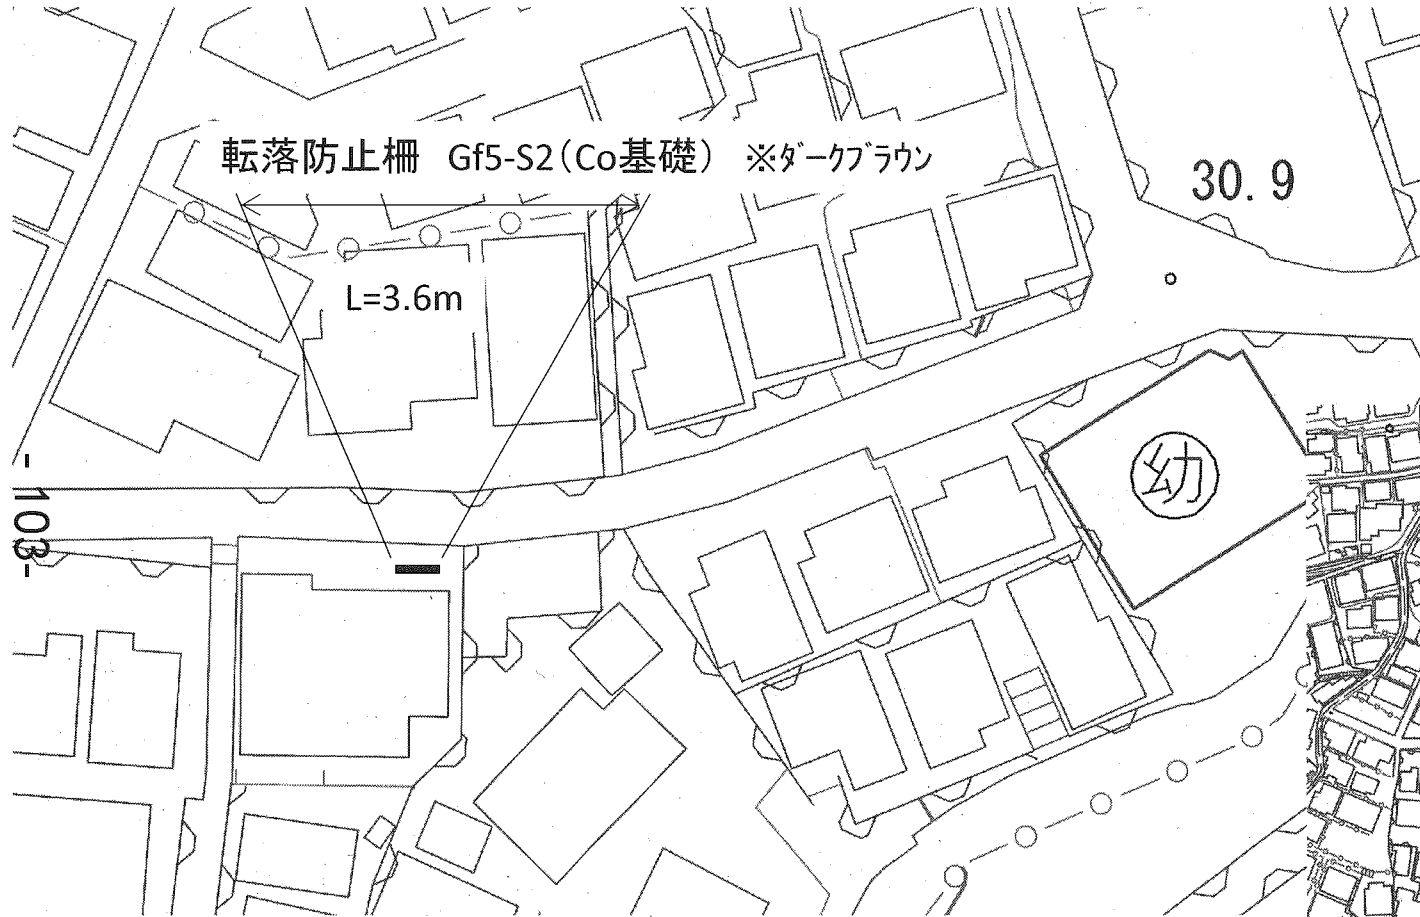 転落防止柵 Gf5-S2(Co基礎) ※ダークブラウン
30.9
L=3.6m
幼
-103-